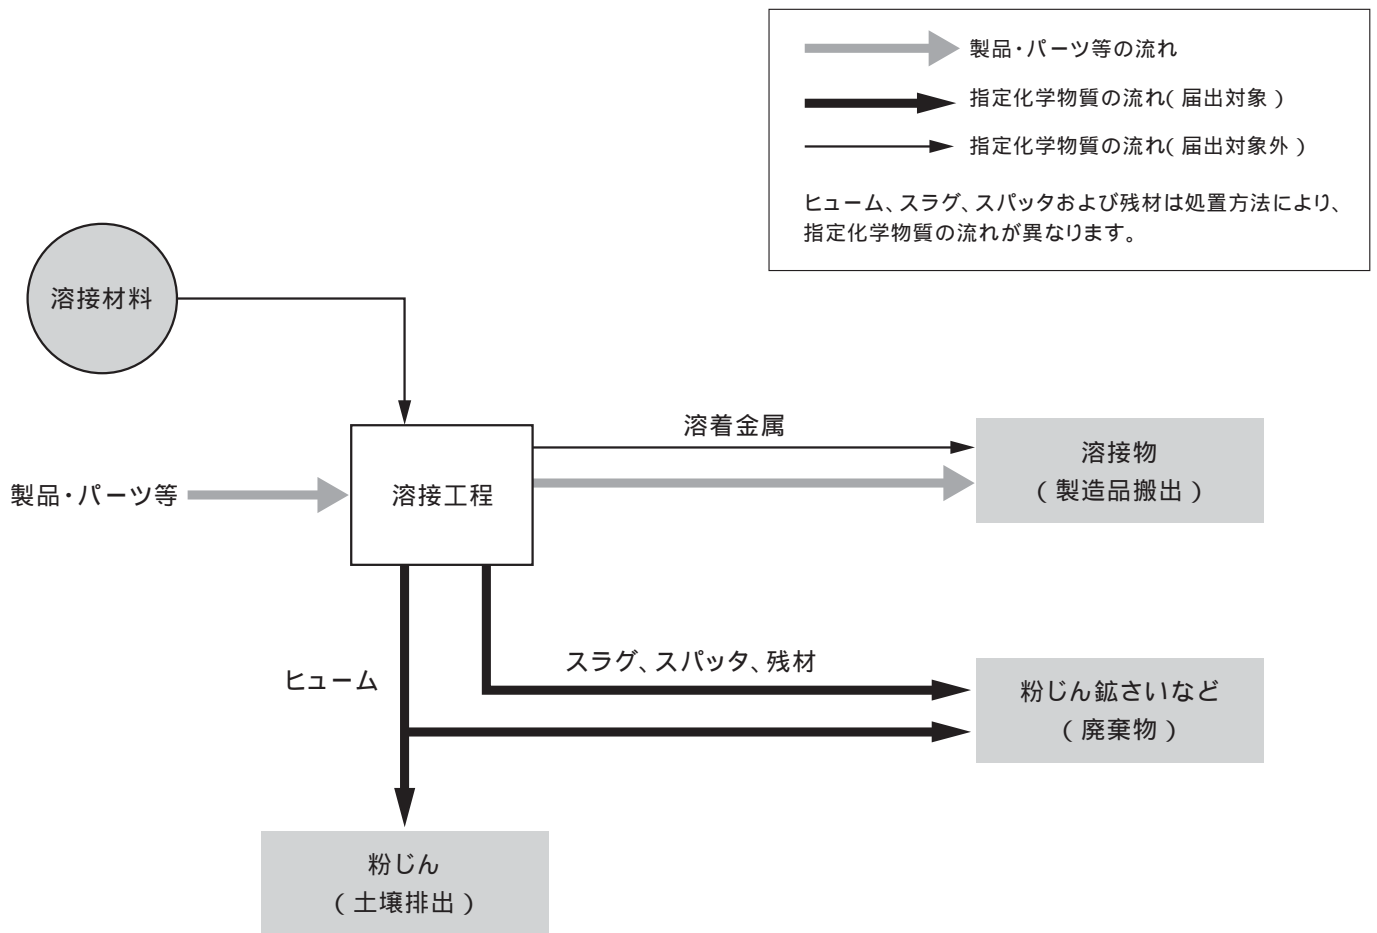 製品・パーツ等の流れ
指定化学物質の流れ(届出対象)
指定化学物質の流れ(届出対象外)
ヒューム、スラグ、スパッタおよび残材は処置方法により、
指定化学物質の流れが異なります。
溶接材料
製品・パーツ等
溶接工程
溶着金属
溶接物
(製造品搬出)
ヒューム
スラグ、スパッタ、残材
粉じん鉱さいなど
(廃棄物)
粉じん
(土壌排出)